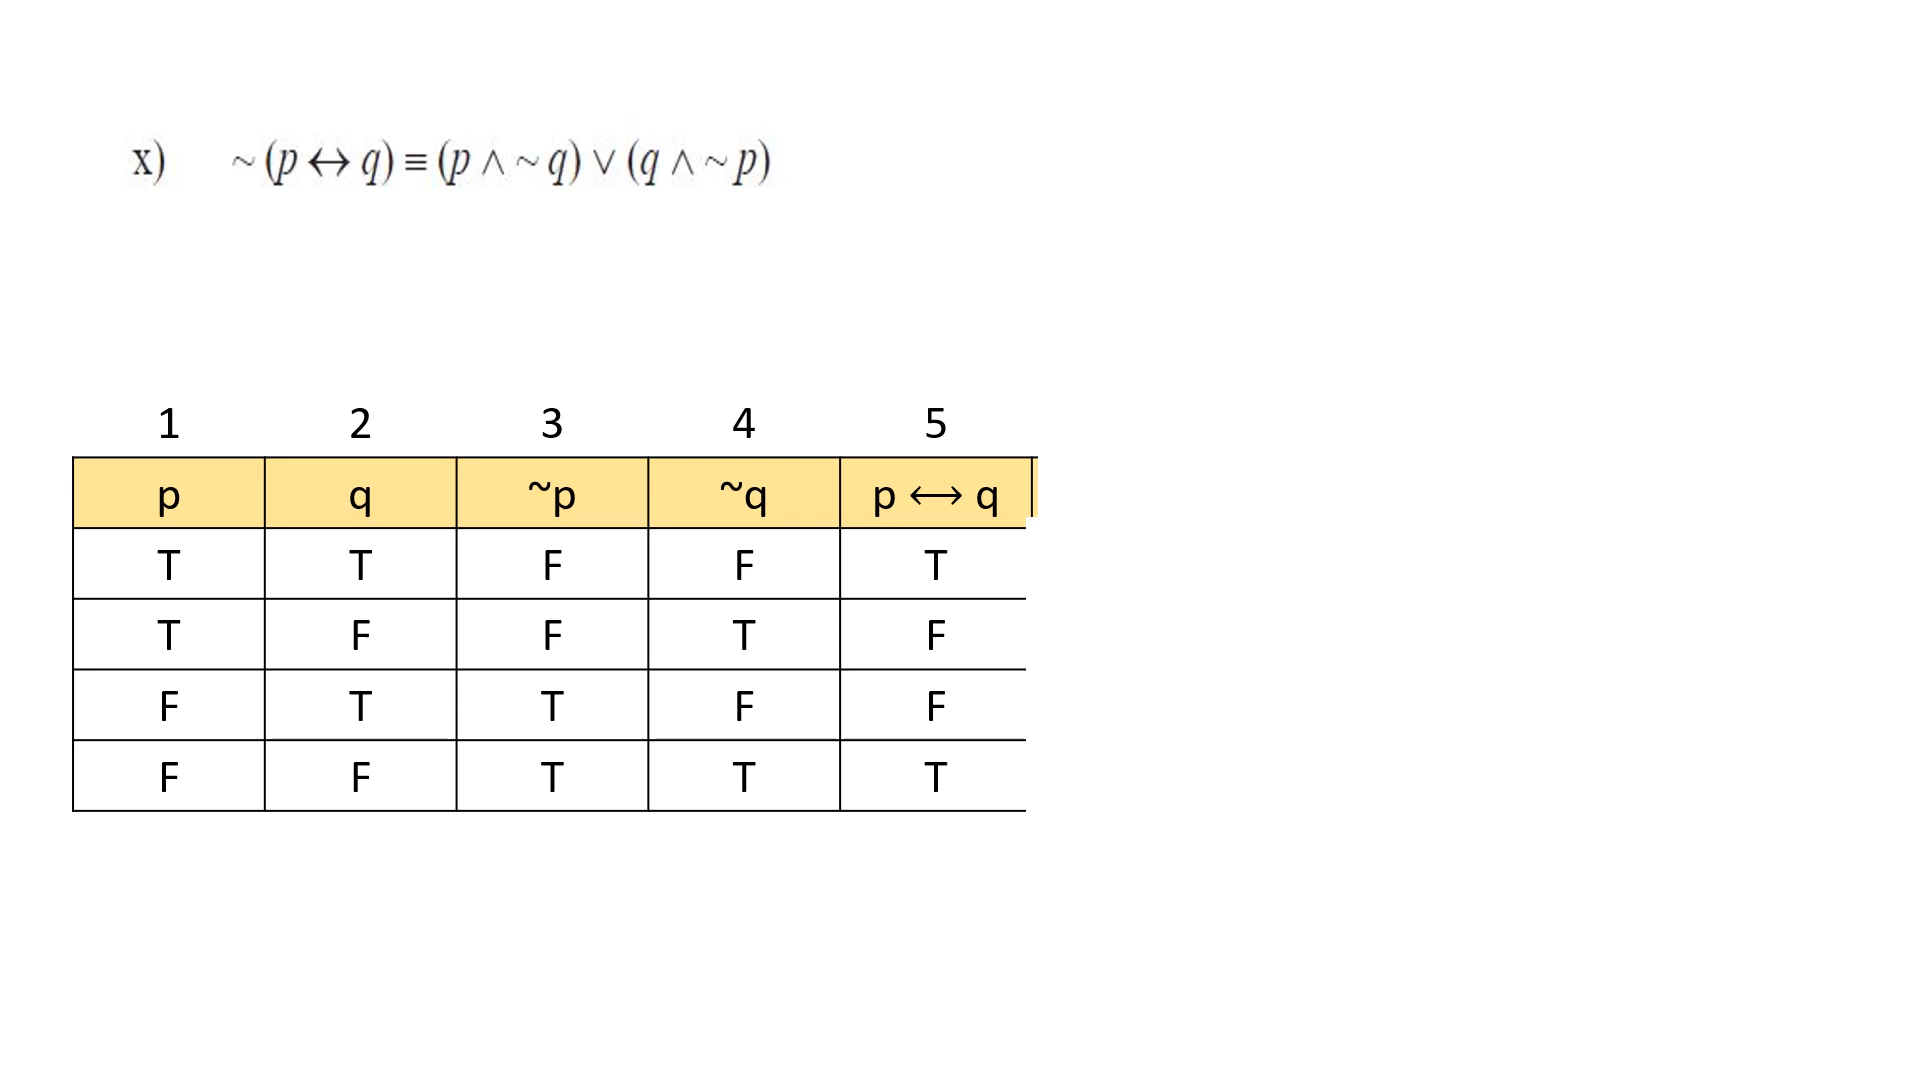 x) ~ (p ↔ q) ≡ (p ∧ ~ q) ∨ (q ∧ ~ p)
1 2 3 4 5
p q ~p ~q p ⟷ q
T T F F T
T F F T F
F T T F F
F F T T T